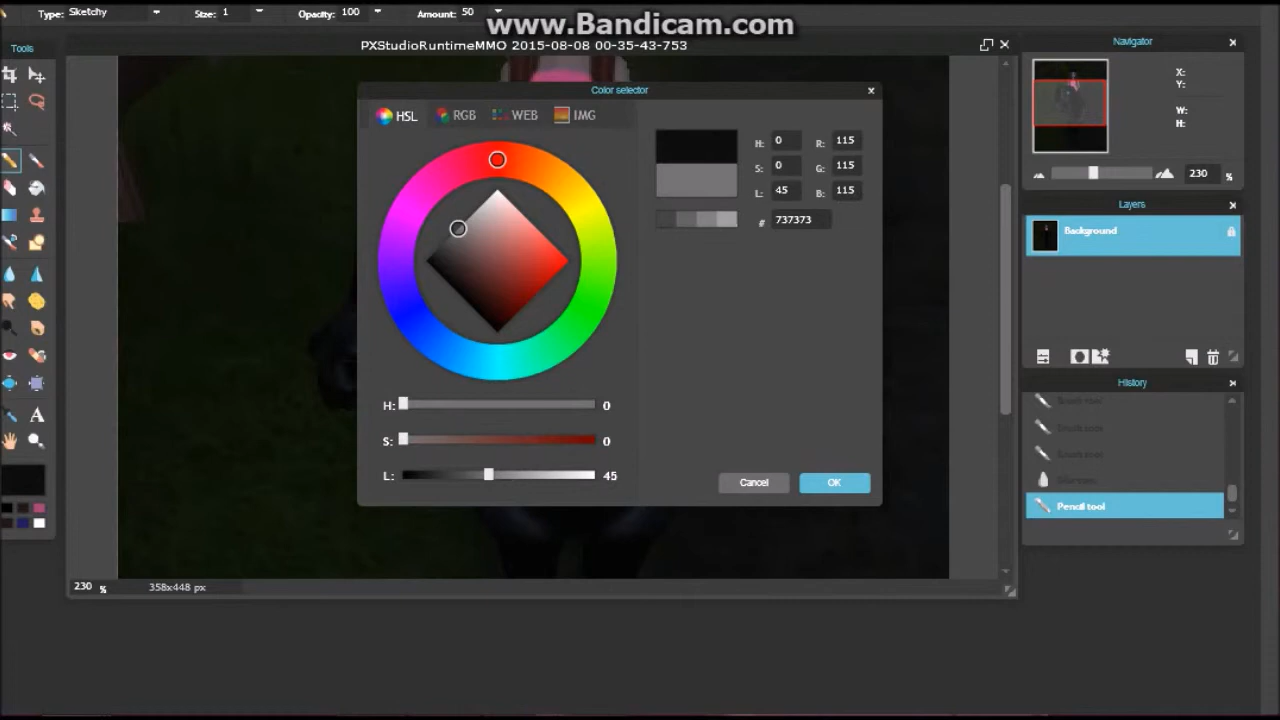 Type: Sketchy Size: 1 Opacity: 100 Amount: 50
www.Bandicam.com
Tools
PXStudioRuntimeMMO 2015-08-08 00-35-43-753
Navigator
X:
Y:
W:
H:
230 %
Color selector
HSL RGB WEB IMG
H: 0 R: 115
S: 0 G: 115
L: 45 B: 115
# 737373
H: 0
S: 0
L: 45
Cancel OK
Layers
Background
History
Pencil tool
A
230 % 358x448 px